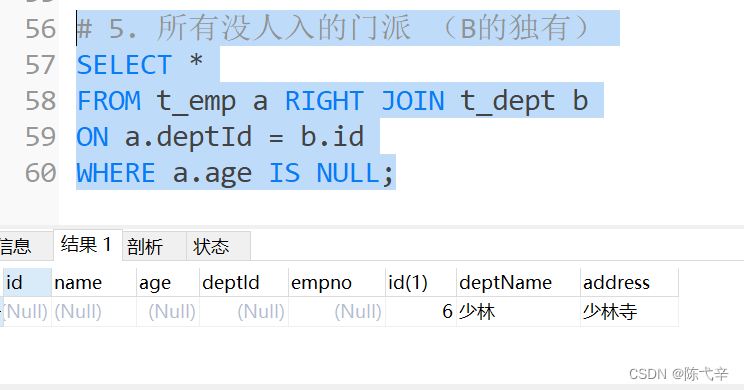 56 # 5. 所有没人入的门派 （B的独有）
57 SELECT *
58 FROM t_emp a RIGHT JOIN t_dept b
59 ON a.deptId = b.id
60 WHERE a.age IS NULL;
信息 结果 1 剖析 状态
id name age deptId empno id(1) deptName address
(Null) (Null) (Null) (Null) (Null) 6 少林 少林寺
CSDN @陈弋辛